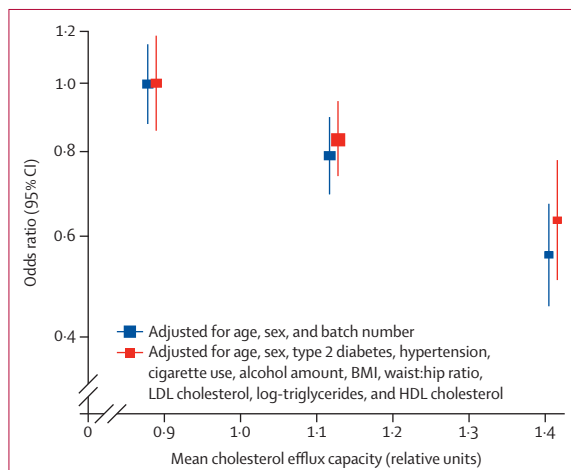 1·2
1·0
0·8
0·6
0·4
Odds ratio (95% CI)
Adjusted for age, sex, and batch number
Adjusted for age, sex, type 2 diabetes, hypertension,
cigarette use, alcohol amount, BMI, waist:hip ratio,
LDL cholesterol, log-triglycerides, and HDL cholesterol
0
0·9
1·0
1·1
1·2
1·3
1·4
Mean cholesterol efflux capacity (relative units)